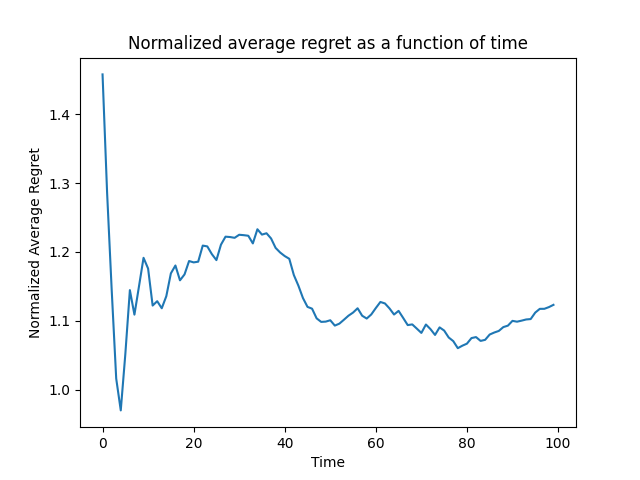 Normalized average regret as a function of time
1.4
1.3
1.2
1.1
1.0
Normalized Average Regret
0 20 40 60 80 100
Time